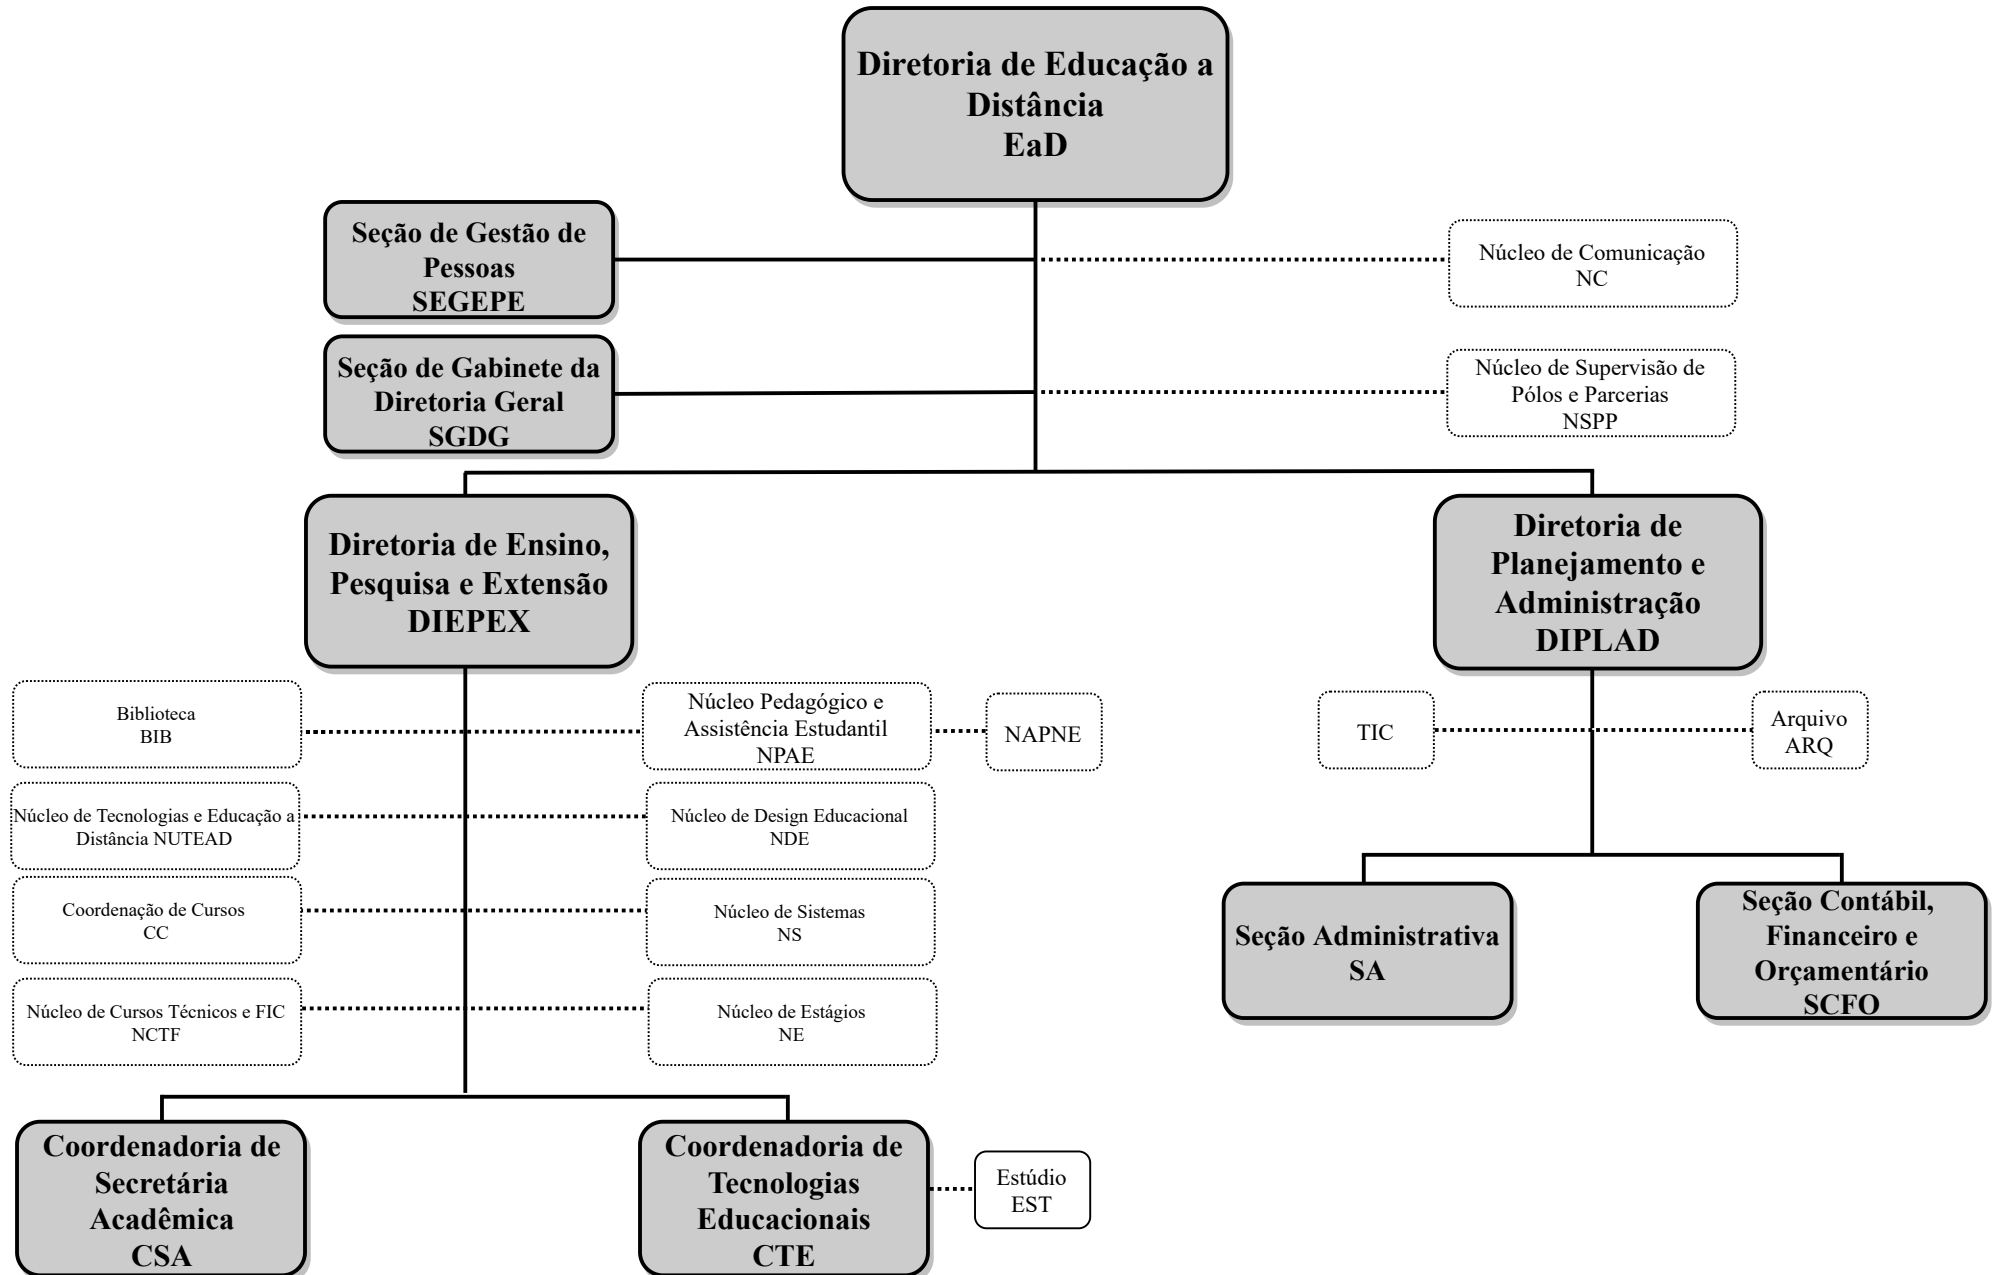 Diretoria de Educação a
Distância
EaD
Seção de Gestão de
Pessoas
SEGEPE
Núcleo de Comunicação
NC
Seção de Gabinete da
Diretoria Geral
SGDG
Núcleo de Supervisão de
Pólos e Parcerias
NSPP
Diretoria de Ensino,
Pesquisa e Extensão
DIEPEX
Diretoria de
Planejamento e
Administração
DIPLAD
Biblioteca
BIB
Núcleo Pedagógico e
Assistência Estudantil
NPAE
NAPNE
TIC
Arquivo
ARQ
Núcleo de Tecnologias e Educação a
Distância NUTEAD
Núcleo de Design Educacional
NDE
Coordenação de Cursos
CC
Núcleo de Sistemas
NS
Seção Administrativa
SA
Seção Contábil,
Financeiro e
Orçamentário
SCFO
Núcleo de Cursos Técnicos e FIC
NCTF
Núcleo de Estágios
NE
Coordenadoria de
Secretária
Acadêmica
CSA
Coordenadoria de
Tecnologias
Educacionais
CTE
Estúdio
EST